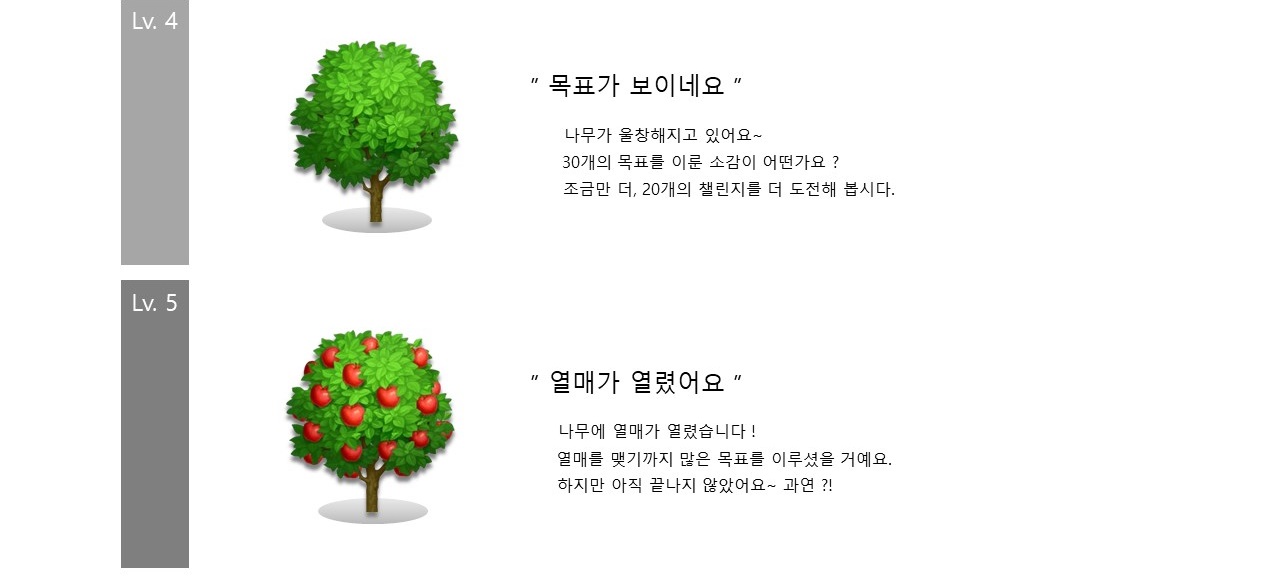 Lv. 4
” 목표가 보이네요 ”
나무가 울창해지고 있어요~
30개의 목표를 이룬 소감이 어떤가요 ?
조금만 더, 20개의 챌린지를 더 도전해 봅시다.
Lv. 5
” 열매가 열렸어요 ”
나무에 열매가 열렸습니다 !
열매를 맺기까지 많은 목표를 이루셨을 거예요.
하지만 아직 끝나지 않았어요~ 과연 ?!